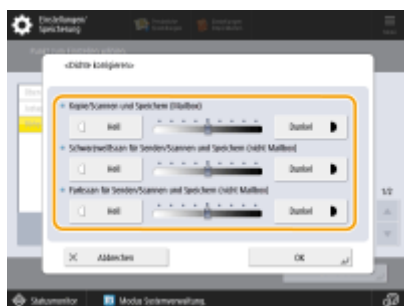 Einstellungen/
Speicherung
<Dichte korrigieren>
Kopie/Scannen und Speichern (Mailbox)
Hell
Dunkel
Schwarzweißscan für Senden/Scannen und Speichern (nicht Mailbox)
Hell
Dunkel
Farbscan für Senden/Scannen und Speichern (nicht Mailbox)
Hell
Dunkel
1/2
Abbrechen
OK
Statusmonitor
Modus Systemverwaltung.